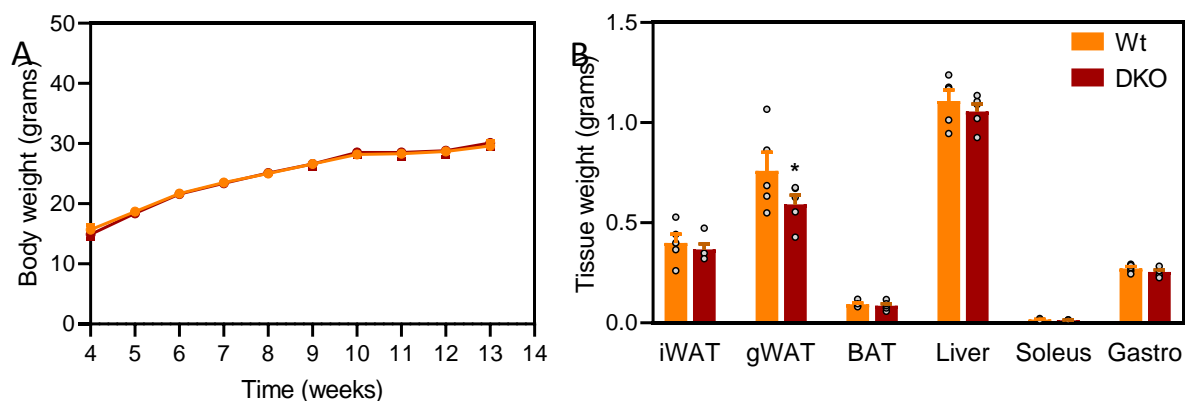 A
Body weight (grams)
50
40
30
20
10
0
4 5 6 7 8 9 10 11 12 13 14
Time (weeks)
B
Tissue weight (grams)
1.5
1.0
0.5
0.0
*
Wt
DKO
iWAT gWAT BAT Liver Soleus Gastro